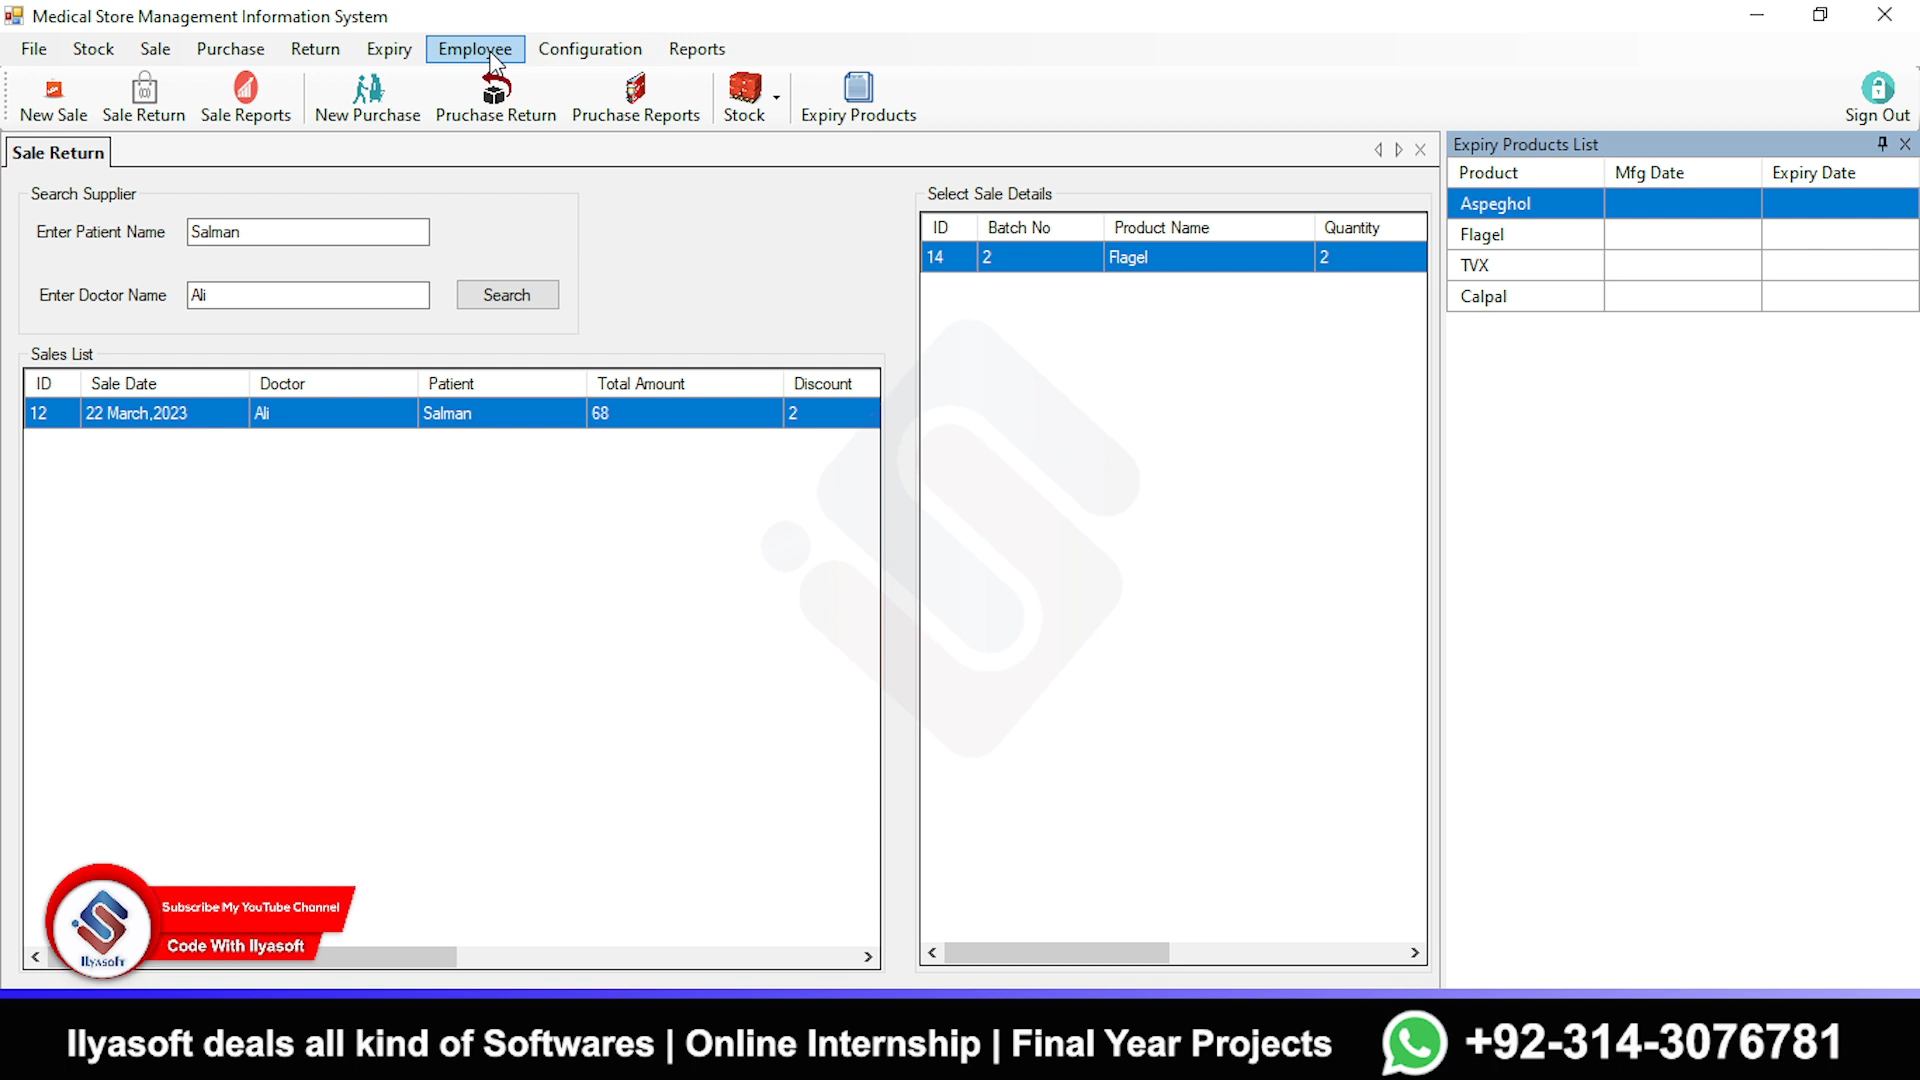 Medical Store Management Information System
File Stock Sale Purchase Return Expiry Employee Configuration Reports
New Sale Sale Return Sale Reports New Purchase Pruchase Return Pruchase Reports Stock Expiry Products Sign Out
Sale Return
Search Supplier
Enter Patient Name Salman
Enter Doctor Name Ali Search
Sales List
ID Sale Date Doctor Patient Total Amount Discount
12 22 March,2023 Ali Salman 68 2
Select Sale Details
ID Batch No Product Name Quantity
14 2 Flagel 2
Expiry Products List
Product Mfg Date Expiry Date
Aspeghol
Flagel
TVX
Calpal
Subscribe My YouTube Channel
Code With Ilyasoft
Ilyasoft
Ilyasoft deals all kind of Softwares | Online Internship | Final Year Projects +92-314-3076781